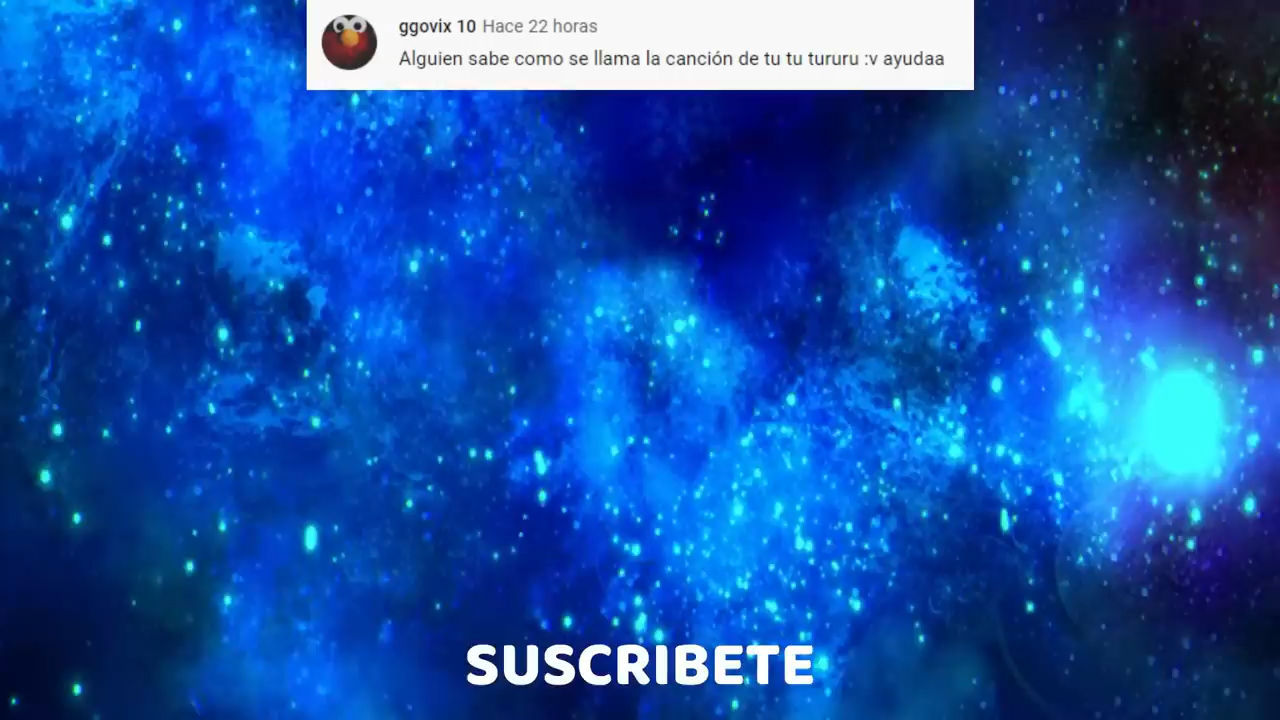 ggovix 10 Hace 22 horas
Alguien sabe como se llama la canción de tu tu tururu :v ayudaa
SUSCRIBETE